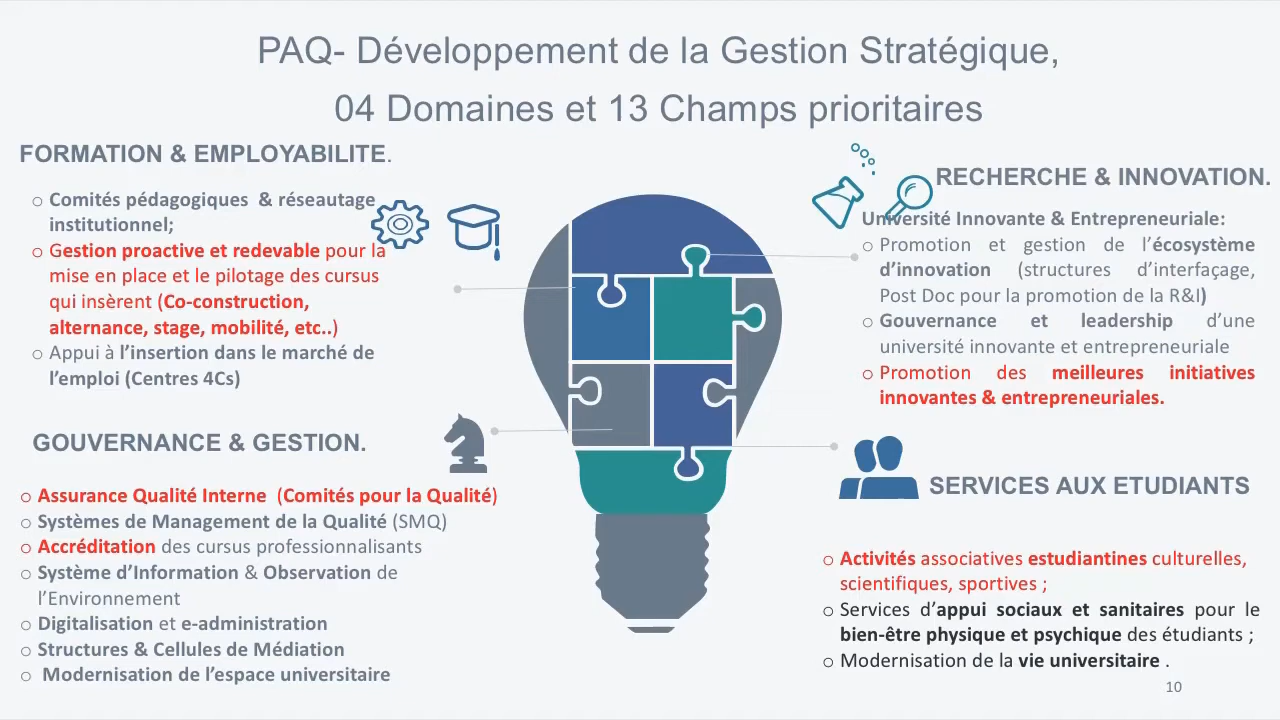 PAQ- Développement de la Gestion Stratégique,
04 Domaines et 13 Champs prioritaires
FORMATION & EMPLOYABILITE.
o Comités pédagogiques & réseautage
institutionnel;
o Gestion proactive et redevable pour la
mise en place et le pilotage des cursus
qui insèrent (Co-construction,
alternance, stage, mobilité, etc..)
o Appui à l’insertion dans le marché de
l’emploi (Centres 4Cs)
GOUVERNANCE & GESTION.
o Assurance Qualité Interne (Comités pour la Qualité)
o Systèmes de Management de la Qualité (SMQ)
o Accréditation des cursus professionnalisants
o Système d’Information & Observation de
l’Environnement
o Digitalisation et e-administration
o Structures & Cellules de Médiation
o Modernisation de l’espace universitaire
RECHERCHE & INNOVATION.
Université Innovante & Entrepreneuriale:
o Promotion et gestion de l’écosystème
d’innovation (structures d’interfaçage,
Post Doc pour la promotion de la R&I)
o Gouvernance et leadership d’une
université innovante et entrepreneuriale
o Promotion des meilleures initiatives
innovantes & entrepreneuriales.
SERVICES AUX ETUDIANTS
o Activités associatives estudiantines culturelles,
scientifiques, sportives ;
o Services d’appui sociaux et sanitaires pour le
bien-être physique et psychique des étudiants ;
o Modernisation de la vie universitaire .
10